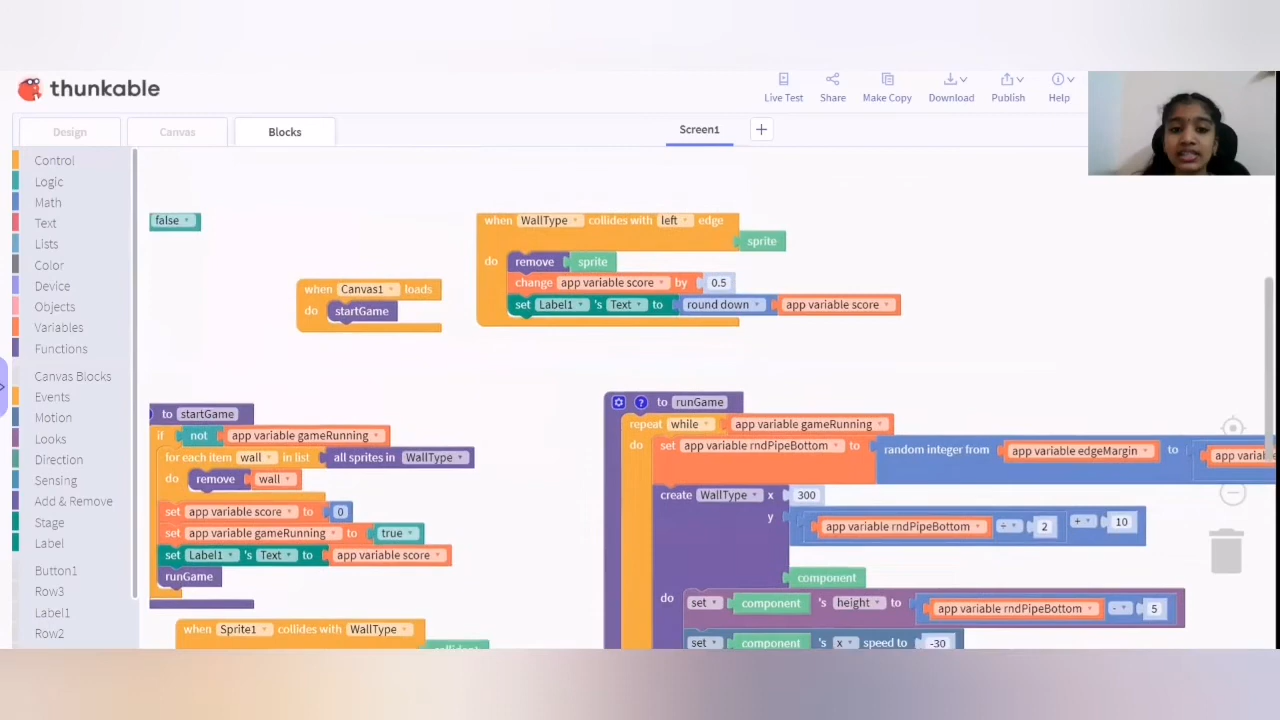 thunkable
Live Test
Share
Make Copy
Download
Publish
Help
Design
Canvas
Blocks
Screen1
+
Control
Logic
Math
Text
Lists
Color
Device
Objects
Variables
Functions
Canvas Blocks
Events
Motion
Looks
Direction
Sensing
Add & Remove
Stage
Label
Button1
Row3
Label1
Row2
false
when Canvas1 loads
do startGame
when WallType collides with left edge
sprite
do remove sprite
change app variable score by 0.5
set Label1 's Text to round down app variable score
to startGame
if not app variable gameRunning
for each item wall in list all sprites in WallType
do remove wall
set app variable score to 0
set app variable gameRunning to true
set Label1 's Text to app variable score
runGame
when Sprite1 collides with WallType
? to runGame
repeat while app variable gameRunning
do set app variable rndPipeBottom to random integer from app variable edgeMargin to
create WallType x 300
y app variable rndPipeBottom ÷ 2 + 10
component
do set component 's height to app variable rndPipeBottom - 5
set component 's x speed to -30